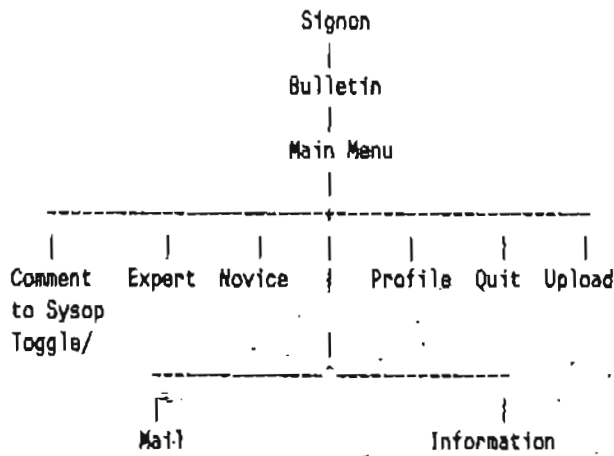 Signon
Bulletin
Main Menu
Comment Expert Novice Profile Quit Upload
to Sysop
Toggle/
Mail Information